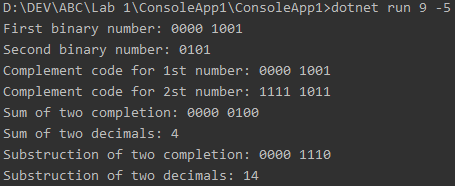 D:\DEV\ABC\Lab 1\ConsoleApp1\ConsoleApp1>dotnet run 9 -5
First binary number: 0000 1001
Second binary number: 0101
Complement code for 1st number: 0000 1001
Complement code for 2st number: 1111 1011
Sum of two completion: 0000 0100
Sum of two decimals: 4
Substruction of two completion: 0000 1110
Substruction of two decimals: 14